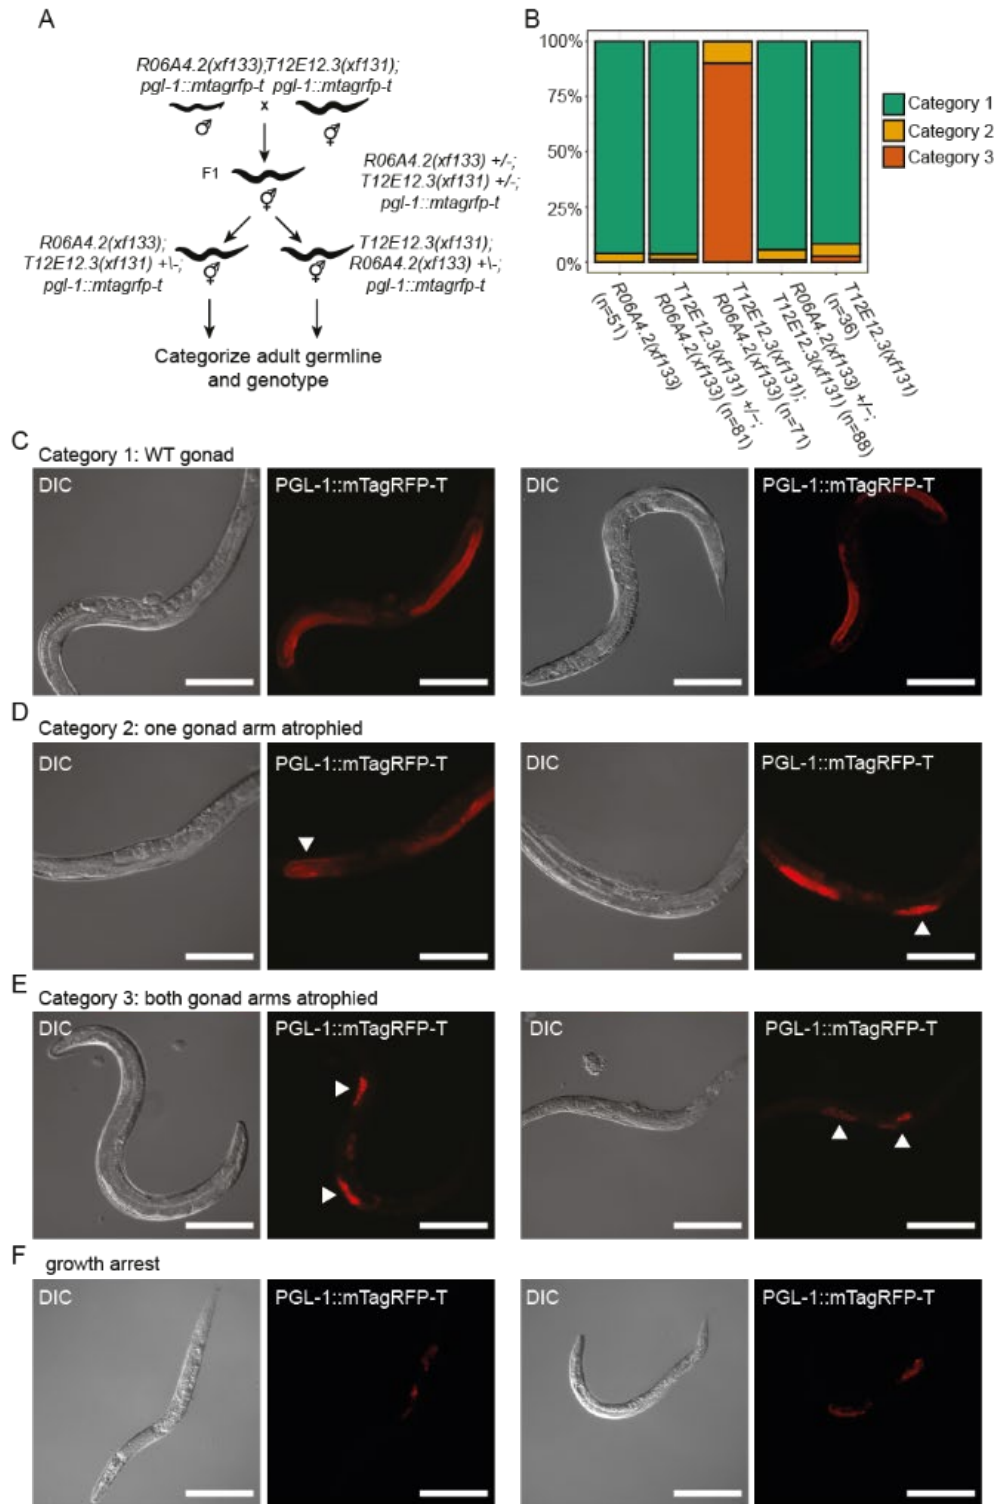 A
R06A4.2(xf133);T12E12.3(xf131);
pgl-1::mtagrfp-t pgl-1::mtagrfp-t
x
♂ ⚥
F1
R06A4.2(xf133) +/-;
T12E12.3(xf131) +/-;
pgl-1::mtagrfp-t
⚥
R06A4.2(xf133);
T12E12.3(xf131) +\-;
pgl-1::mtagrfp-t
⚥
T12E12.3(xf131);
R06A4.2(xf133) +\-;
pgl-1::mtagrfp-t
⚥
Categorize adult germline
and genotype
B
100%
75%
50%
25%
0%
Category 1
Category 2
Category 3
R06A4.2(xf133)
(n=51)
T12E12.3(xf131) +/-;
R06A4.2(xf133) (n=81)
T12E12.3(xf131);
R06A4.2(xf133) (n=71)
R06A4.2(xf133) +/-;
T12E12.3(xf131) (n=88)
T12E12.3(xf131)
(n=36)
C
Category 1: WT gonad
DIC PGL-1::mTagRFP-T DIC PGL-1::mTagRFP-T
D
Category 2: one gonad arm atrophied
DIC PGL-1::mTagRFP-T DIC PGL-1::mTagRFP-T
E
Category 3: both gonad arms atrophied
DIC PGL-1::mTagRFP-T DIC PGL-1::mTagRFP-T
F
growth arrest
DIC PGL-1::mTagRFP-T DIC PGL-1::mTagRFP-T